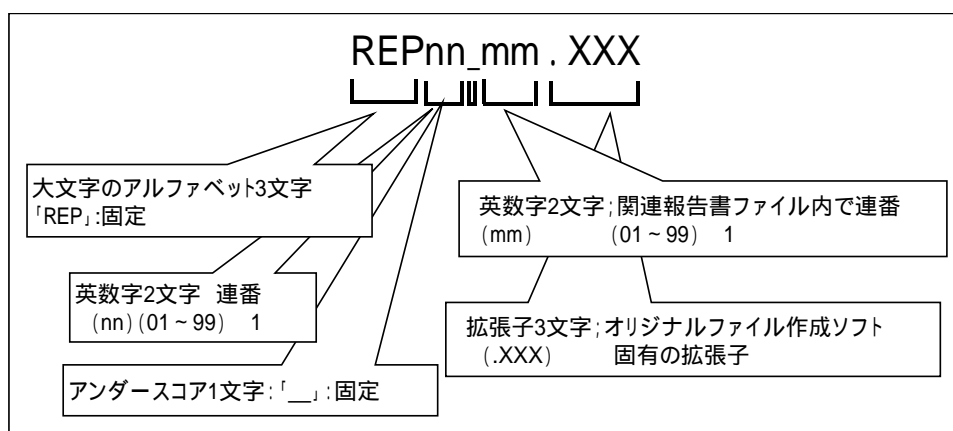 REPnn_mm.XXX
大文字のアルファベット3文字
「REP」:固定
英数字2文字;関連報告書ファイル内で連番
(mm) (01~99) 1
英数字2文字 連番
(nn)(01~99) 1
拡張子3文字;オリジナルファイル作成ソフト
(.XXX) 固有の拡張子
アンダースコア1文字:「__」:固定